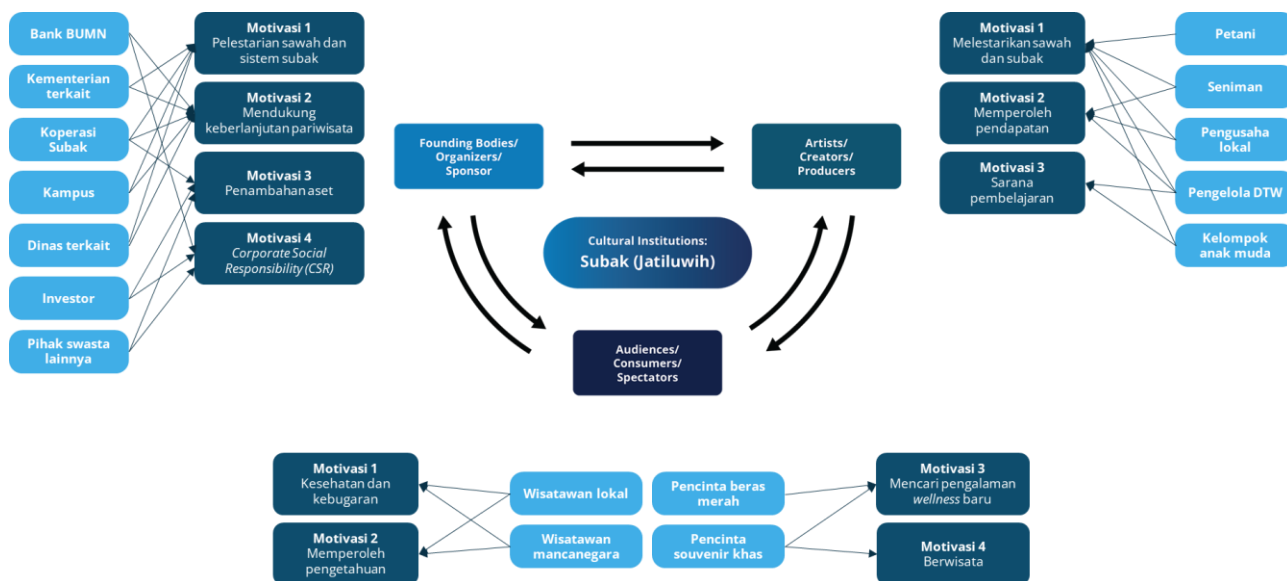 Bank BUMN
Kementerian
terkait
Koperasi
Subak
Kampus
Dinas terkait
Investor
Pihak swasta
lainnya
Motivasi 1
Pelestarian sawah dan
sistem subak
Motivasi 2
Mendukung
keberlanjutan pariwisata
Motivasi 3
Penambahan aset
Motivasi 4
Corporate Social
Responsibility (CSR)
Founding Bodies/
Organizers/
Sponsor
Artists/
Creators/
Producers
Cultural Institutions:
Subak (Jatiluwih)
Audiences/
Consumers/
Spectators
Motivasi 1
Melestarikan sawah
dan subak
Motivasi 2
Memperoleh
pendapatan
Motivasi 3
Sarana
pembelajaran
Petani
Seniman
Pengusaha
lokal
Pengelola DTW
Kelompok
anak muda
Motivasi 1
Kesehatan dan
kebugaran
Motivasi 2
Memperoleh
pengetahuan
Wisatawan lokal
Wisatawan
mancanegara
Pencinta beras
merah
Pencinta
souvenir khas
Motivasi 3
Mencari pengalaman
wellness baru
Motivasi 4
Berwisata